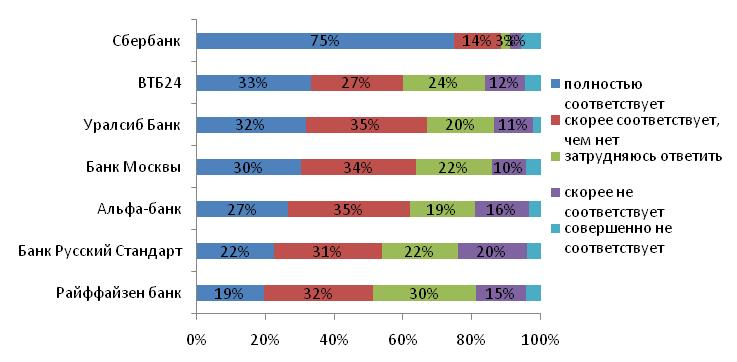 Сбербанк 75% 14% 3% 3%
ВТБ24 33% 27% 24% 12%
Уралсиб Банк 32% 35% 20% 11%
Банк Москвы 30% 34% 22% 10%
Альфа-банк 27% 35% 19% 16%
Банк Русский Стандарт 22% 31% 22% 20%
Райффайзен банк 19% 32% 30% 15%
0% 20% 40% 60% 80% 100%
полностью
соответствует
скорее соответствует,
чем нет
затрудняюсь ответить
скорее не
соответствует
совершенно не
соответствует